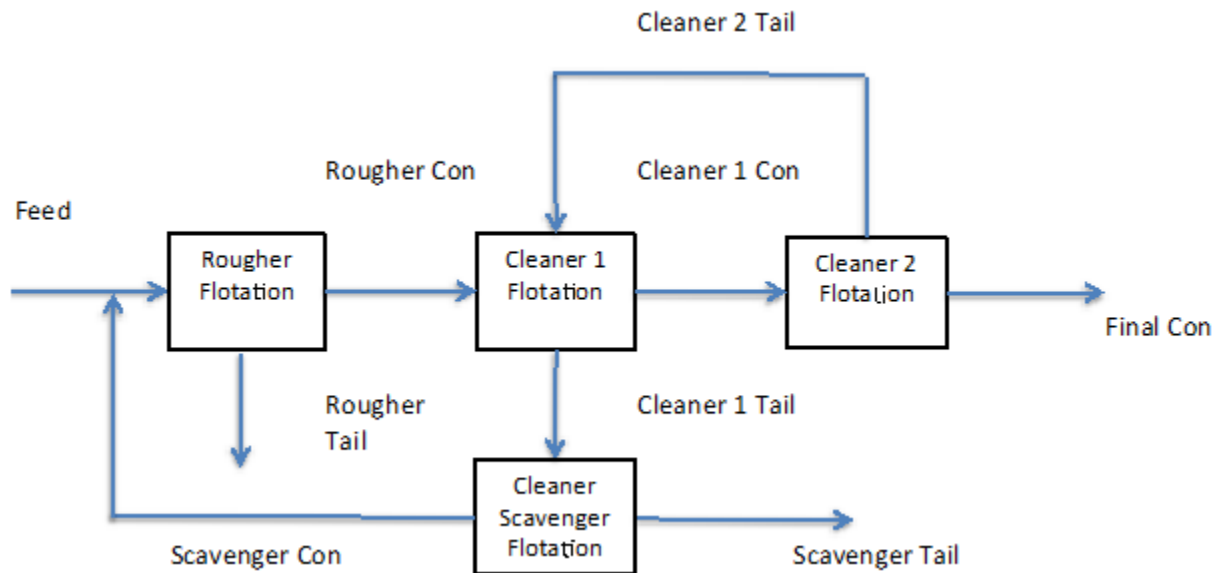 Cleaner 2 Tail
Rougher Con
Cleaner 1 Con
Feed
Rougher
Flotation
Cleaner 1
Flotation
Cleaner 2
Flotalion
Final Con
Rougher
Tail
Cleaner 1 Tail
Cleaner
Scavenger
Flotation
Scavenger Con
Scavenger Tail